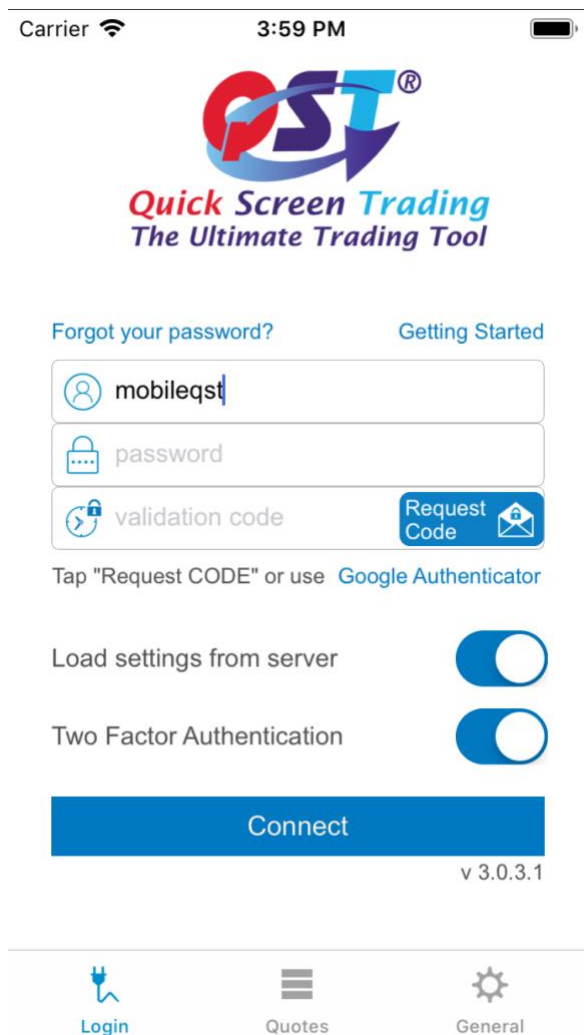 Carrier 3:59 PM
QST®
Quick Screen Trading
The Ultimate Trading Tool
Forgot your password? Getting Started
mobileqst
password
validation code
Request
Code
Tap "Request CODE" or use Google Authenticator
Load settings from server
Two Factor Authentication
Connect
v 3.0.3.1
Login Quotes General